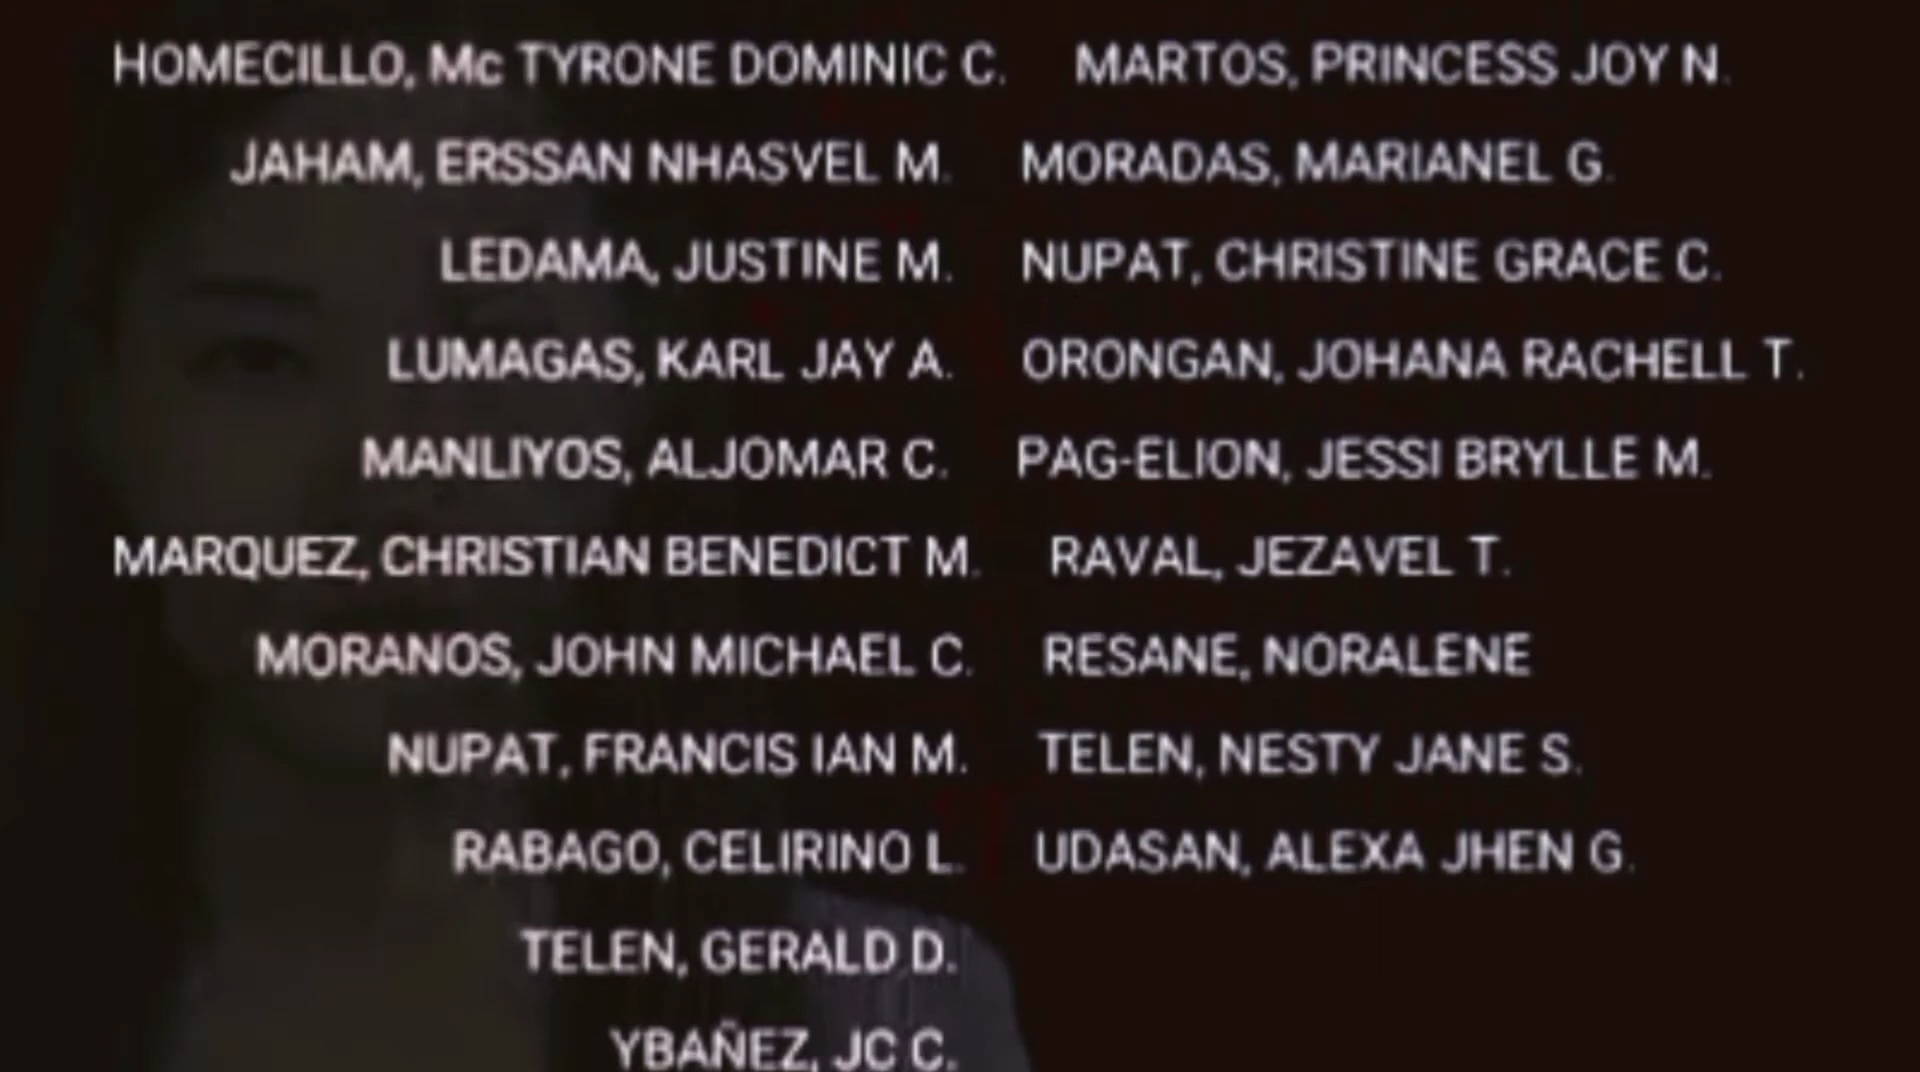 HOMECILLO, Mc TYRONE DOMINIC C. MARTOS, PRINCESS JOY N.
JAHAM, ERSSAN NHASVEL M. MORADAS, MARIANEL G.
LEDAMA, JUSTINE M. NUPAT, CHRISTINE GRACE C.
LUMAGAS, KARL JAY A. ORONGAN, JOHANA RACHELL T.
MANLIYOS, ALJOMAR C. PAG-ELION, JESSI BRYLLE M.
MARQUEZ, CHRISTIAN BENEDICT M. RAVAL, JEZAVEL T.
MORANOS, JOHN MICHAEL C. RESANE, NORALENE
NUPAT, FRANCIS IAN M. TELEN, NESTY JANE S.
RABAGO, CELIRINO L. UDASAN, ALEXA JHEN G.
TELEN, GERALD D.
YBAÑEZ, JC C.